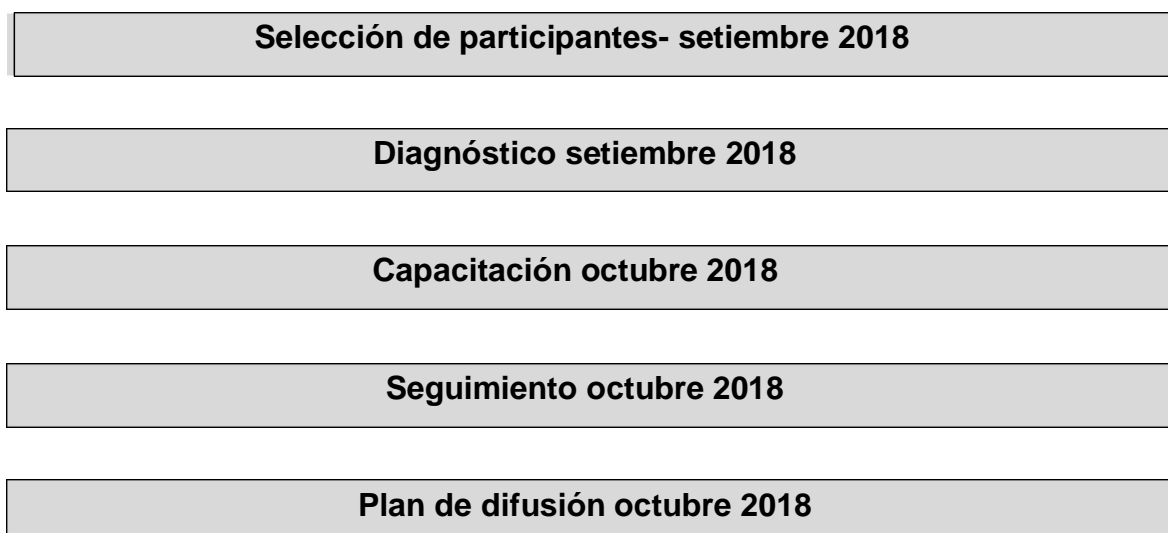 Selección de participantes- setiembre 2018
Diagnóstico setiembre 2018
Capacitación octubre 2018
Seguimiento octubre 2018
Plan de difusión octubre 2018